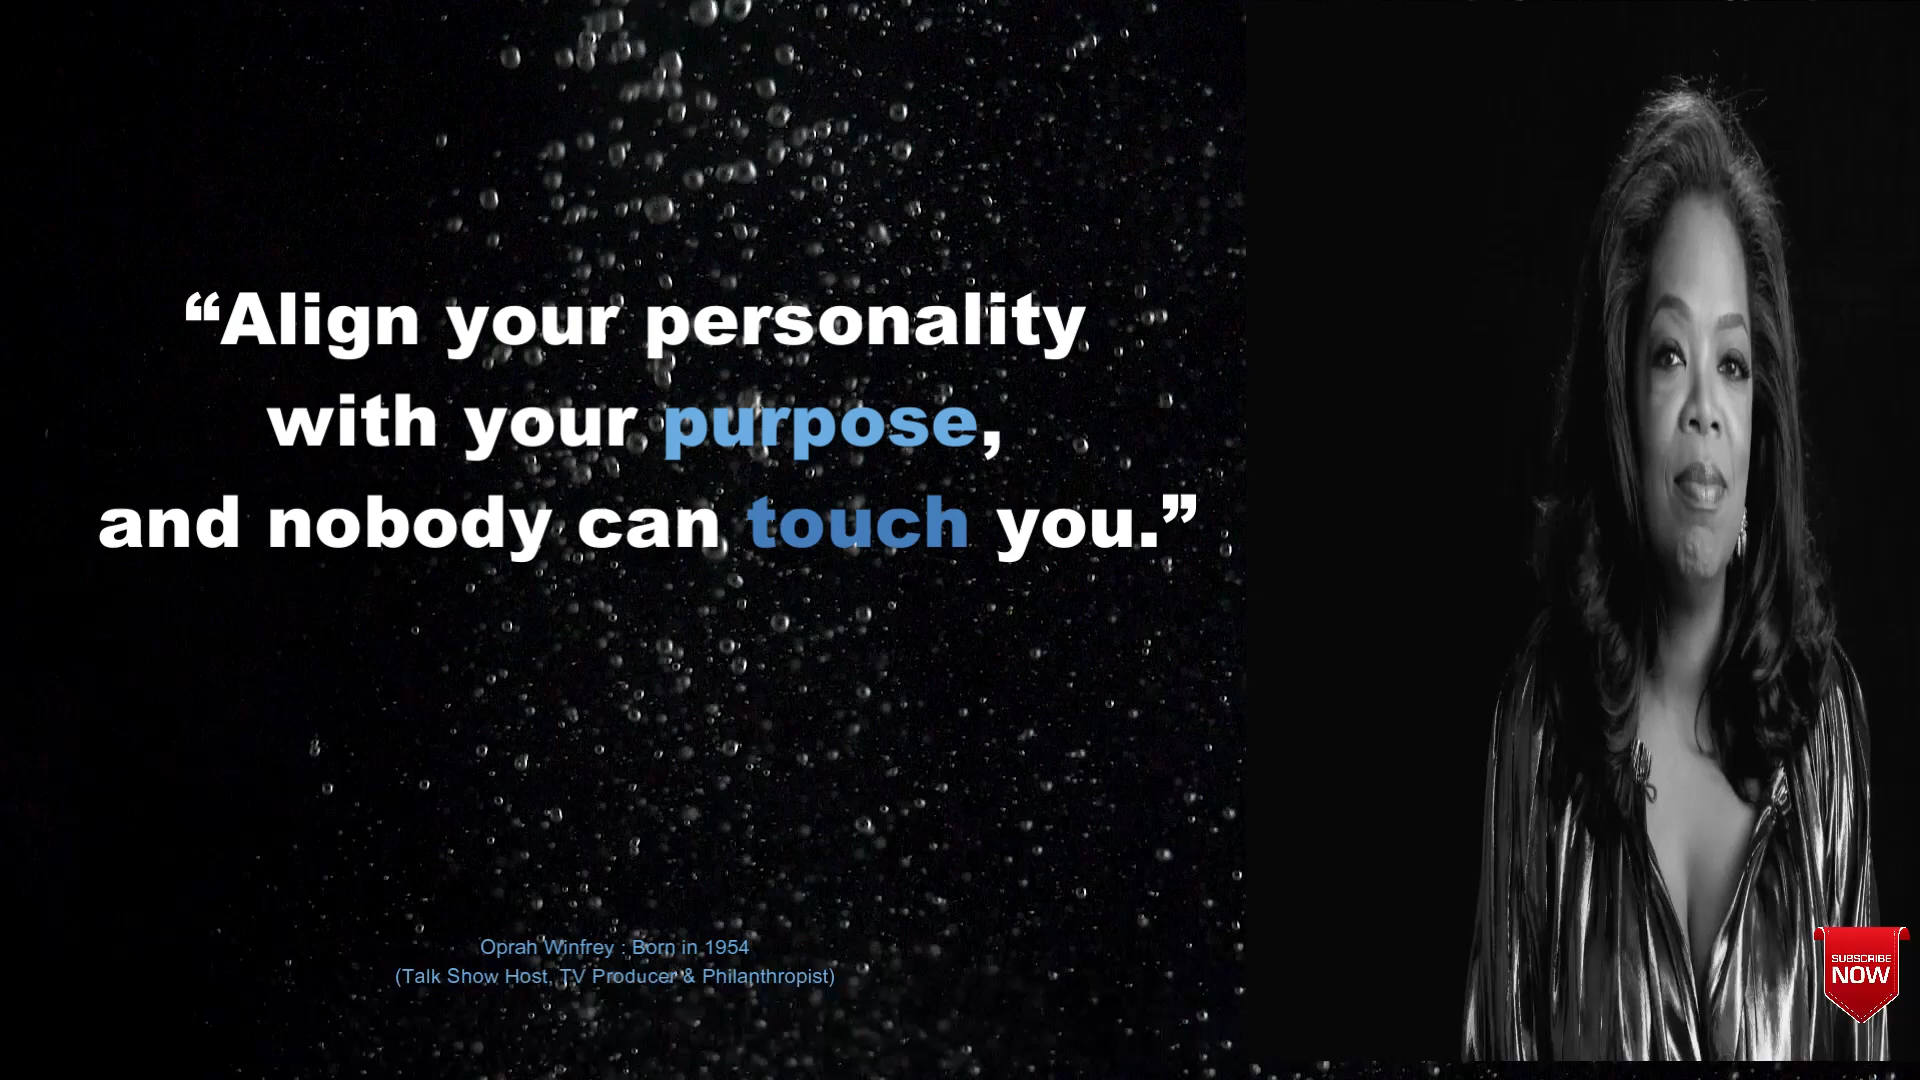 “Align your personality
with your purpose,
and nobody can touch you.”
Oprah Winfrey : Born in 1954
(Talk Show Host, TV Producer & Philanthropist)
SUBSCRIBE
NOW